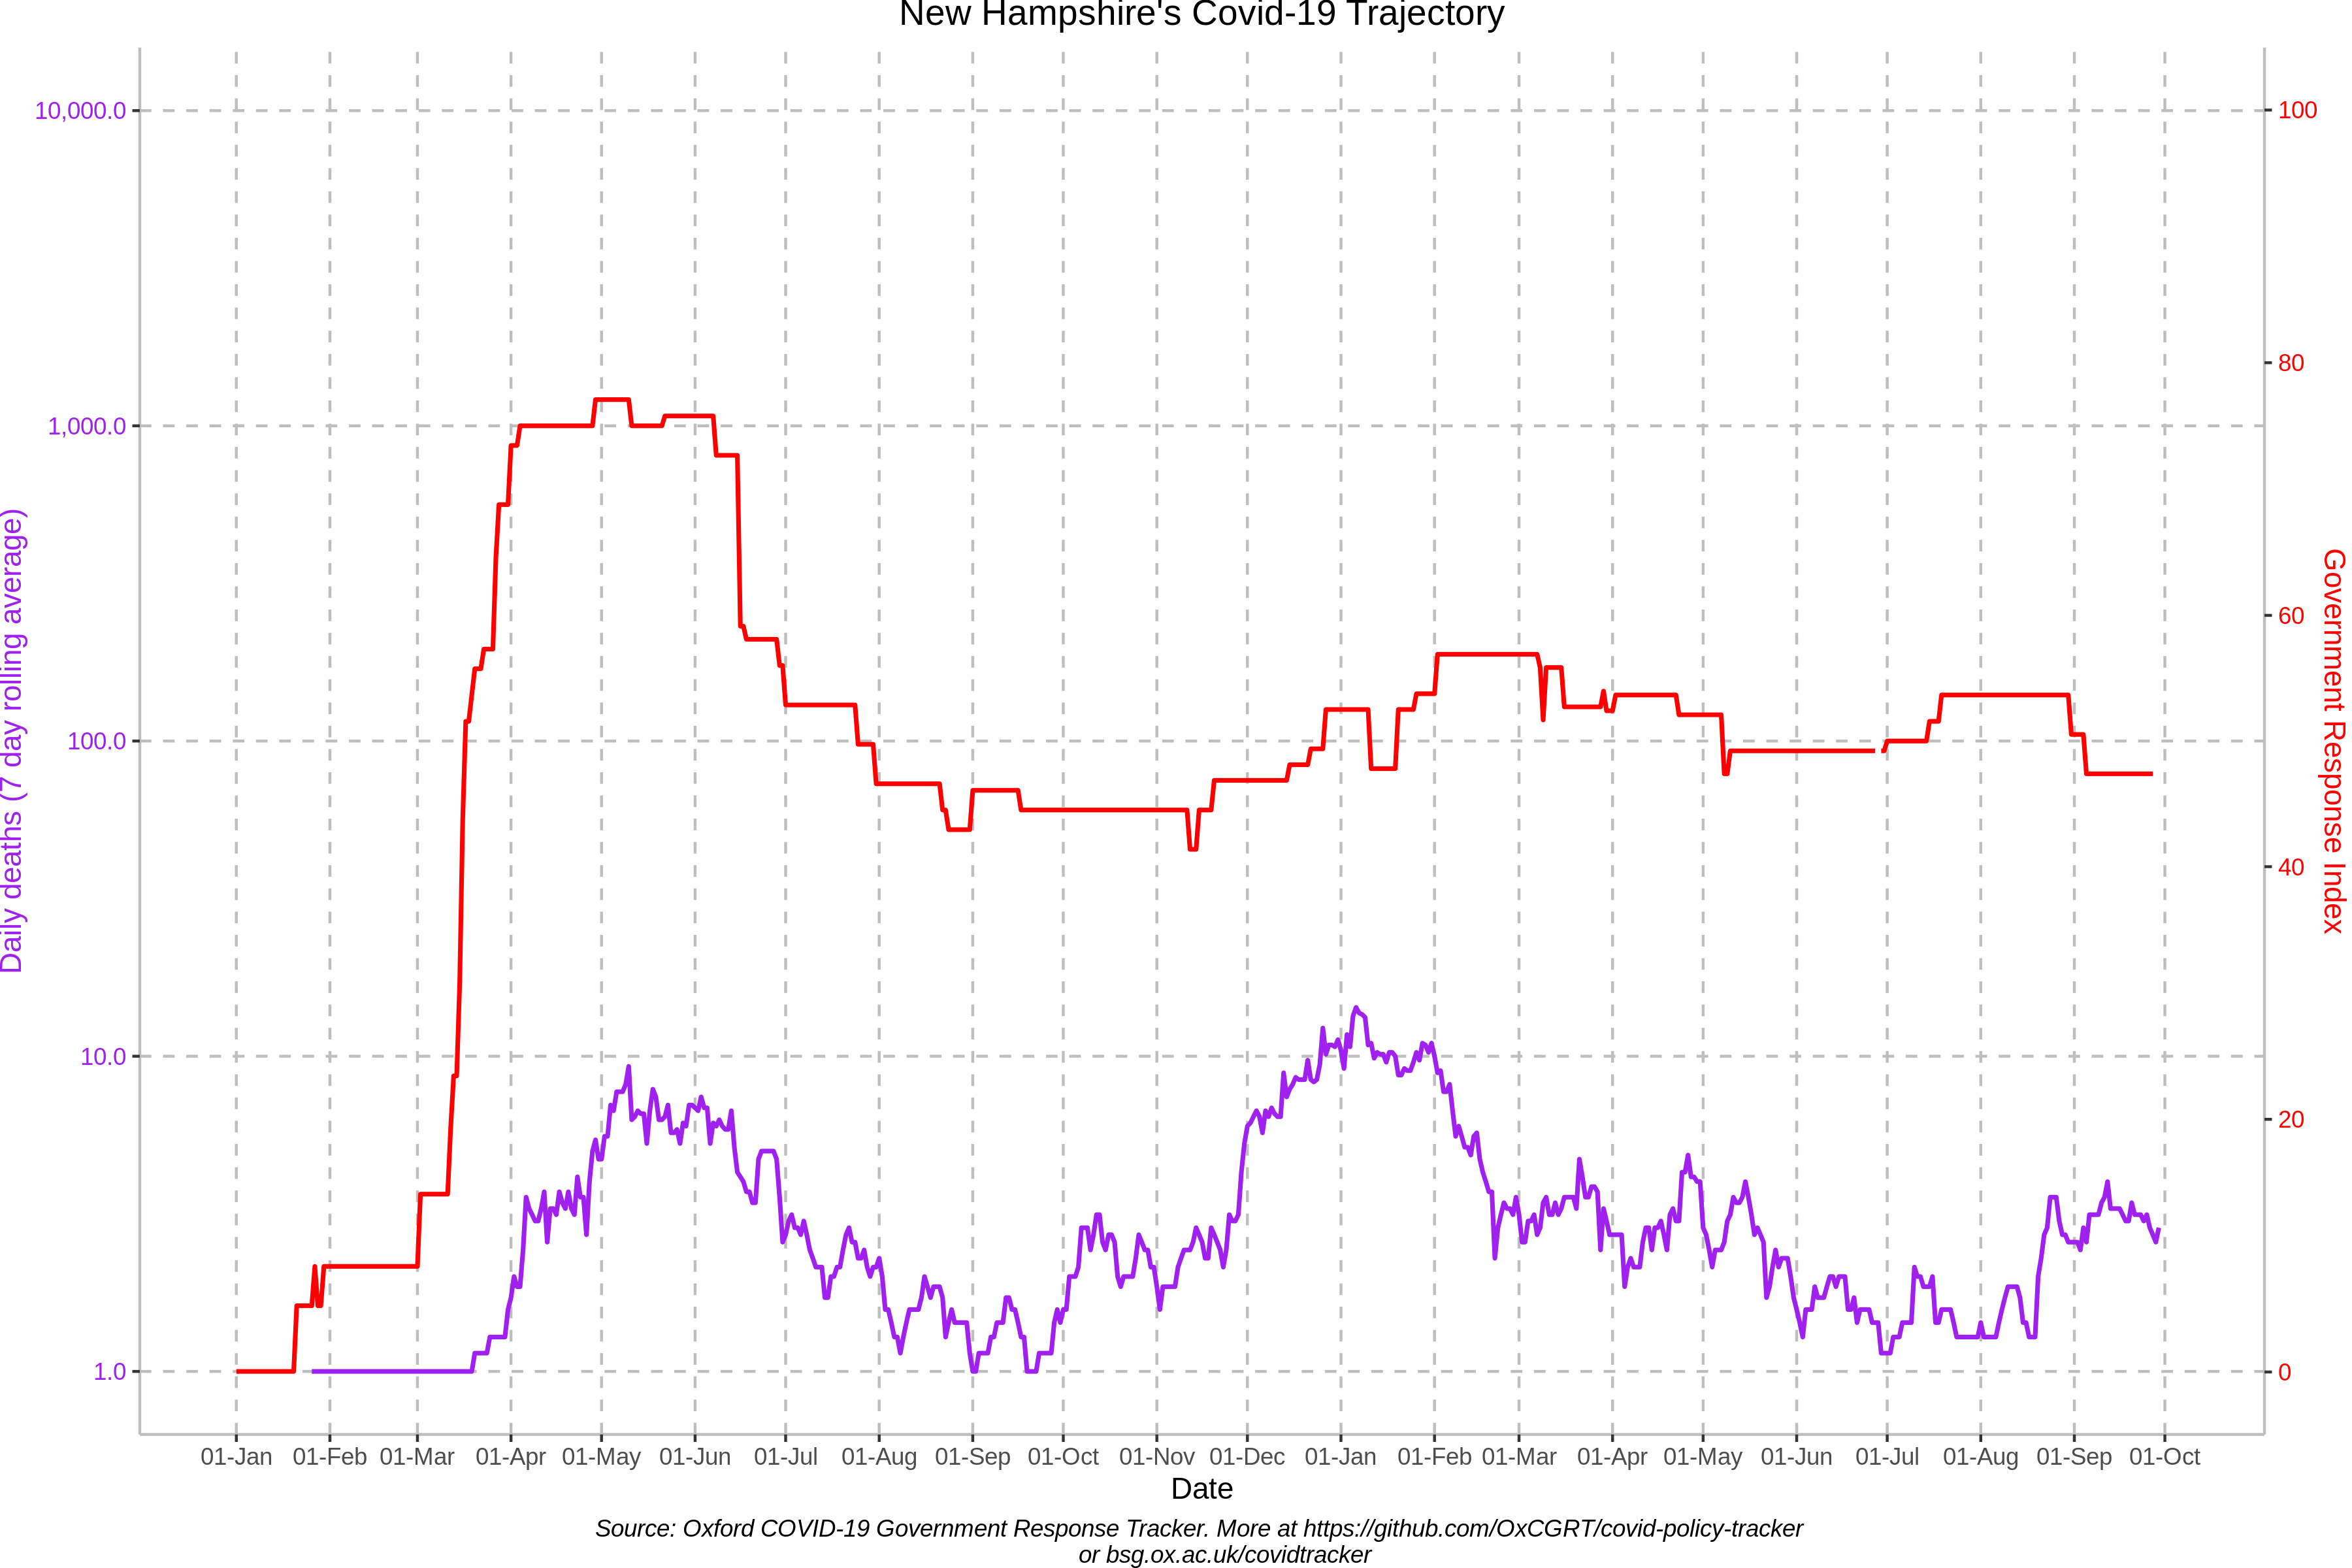 New Hampshire's Covid-19 Trajectory
10,000.0
1,000.0
100.0
10.0
1.0
Daily deaths (7 day rolling average)
100
80
60
40
20
0
Government Response Index
01-Jan 01-Feb 01-Mar 01-Apr 01-May 01-Jun 01-Jul 01-Aug 01-Sep 01-Oct 01-Nov 01-Dec 01-Jan 01-Feb 01-Mar 01-Apr 01-May 01-Jun 01-Jul 01-Aug 01-Sep 01-Oct
Date
Source: Oxford COVID-19 Government Response Tracker. More at https://github.com/OxCGRT/covid-policy-tracker
or bsg.ox.ac.uk/covidtracker